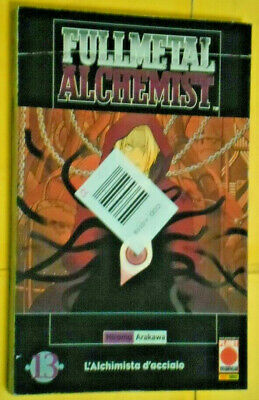 FULLMETAL
ALCHEMIST
Hiromu Arakawa
13
L'Alchimista d'acciaio